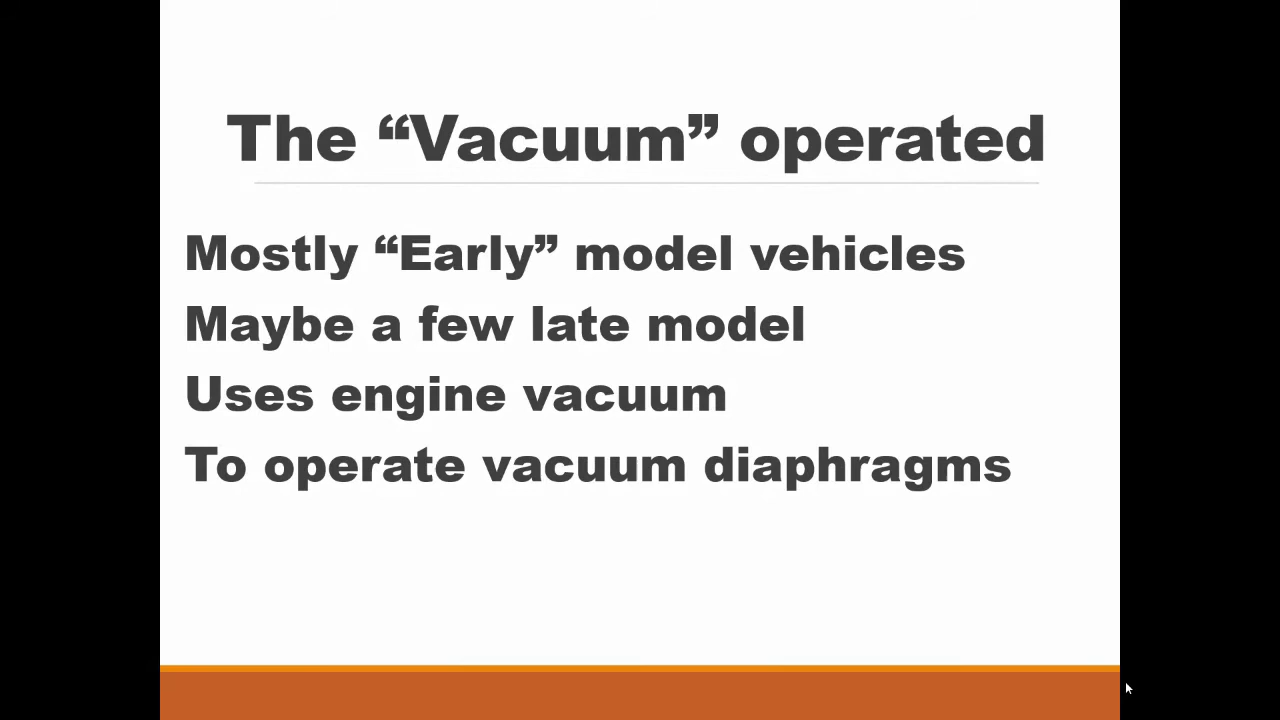 The “Vacuum” operated
Mostly “Early” model vehicles
Maybe a few late model
Uses engine vacuum
To operate vacuum diaphragms